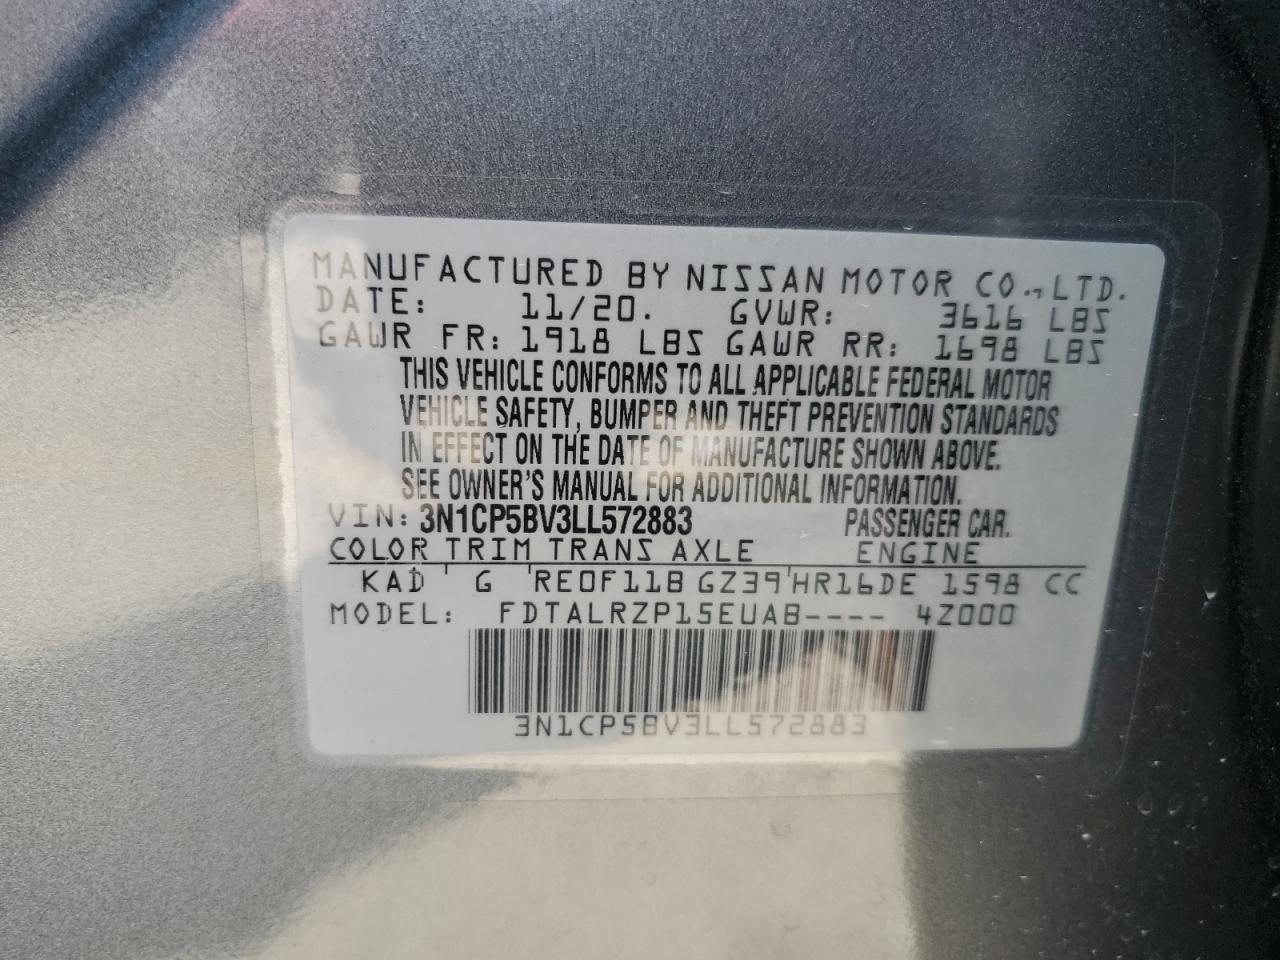 MANUFACTURED BY NISSAN MOTOR CO., LTD.
DATE: 11/20. GVWR: 3616 LBS
GAWR FR: 1918 LBS GAWR RR: 1698 LBS
THIS VEHICLE CONFORMS TO ALL APPLICABLE FEDERAL MOTOR
VEHICLE SAFETY, BUMPER AND THEFT PREVENTION STANDARDS
IN EFFECT ON THE DATE OF MANUFACTURE SHOWN ABOVE.
SEE OWNER'S MANUAL FOR ADDITIONAL INFORMATION.
VIN: 3N1CP5BV3LL572883 PASSENGER CAR.
COLOR TRIM TRANS AXLE ENGINE
KAD G RE0F11B GZ39 HR16DE 1598 CC
MODEL: FDTALRZP15EUAB---- 4Z000
3N1CP5BV3LL572883